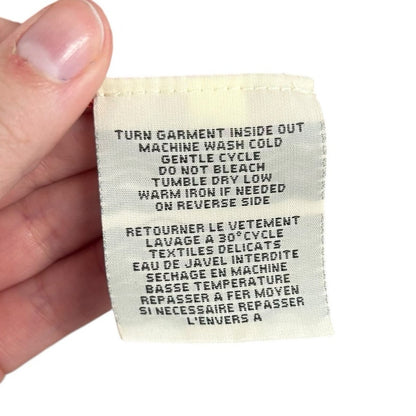 TURN GARMENT INSIDE OUT
MACHINE WASH COLD
GENTLE CYCLE
DO NOT BLEACH
TUMBLE DRY LOW
WARM IRON IF NEEDED
ON REVERSE SIDE
RETOURNER LE VETEMENT
LAVAGE A 30° CYCLE
TEXTILES DELICATS
EAU DE JAVEL INTERDITE
SECHAGE EN MACHINE
BASSE TEMPERATURE
REPASSER A FER MOYEN
SI NECESSAIRE REPASSER
L'ENVERS A